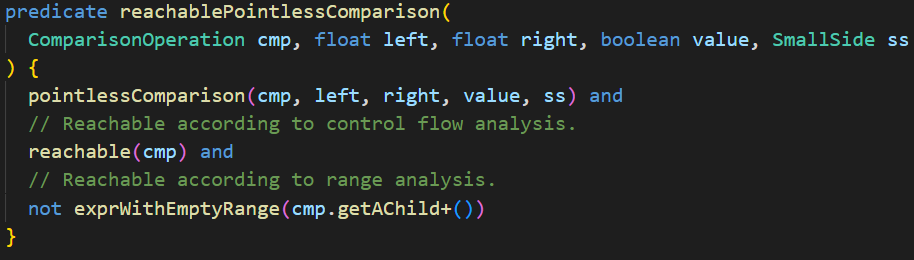 predicate reachablePointlessComparison(
  ComparisonOperation cmp, float left, float right, boolean value, SmallSide ss
) {
  pointlessComparison(cmp, left, right, value, ss) and
  // Reachable according to control flow analysis.
  reachable(cmp) and
  // Reachable according to range analysis.
  not exprWithEmptyRange(cmp.getAChild+())
}